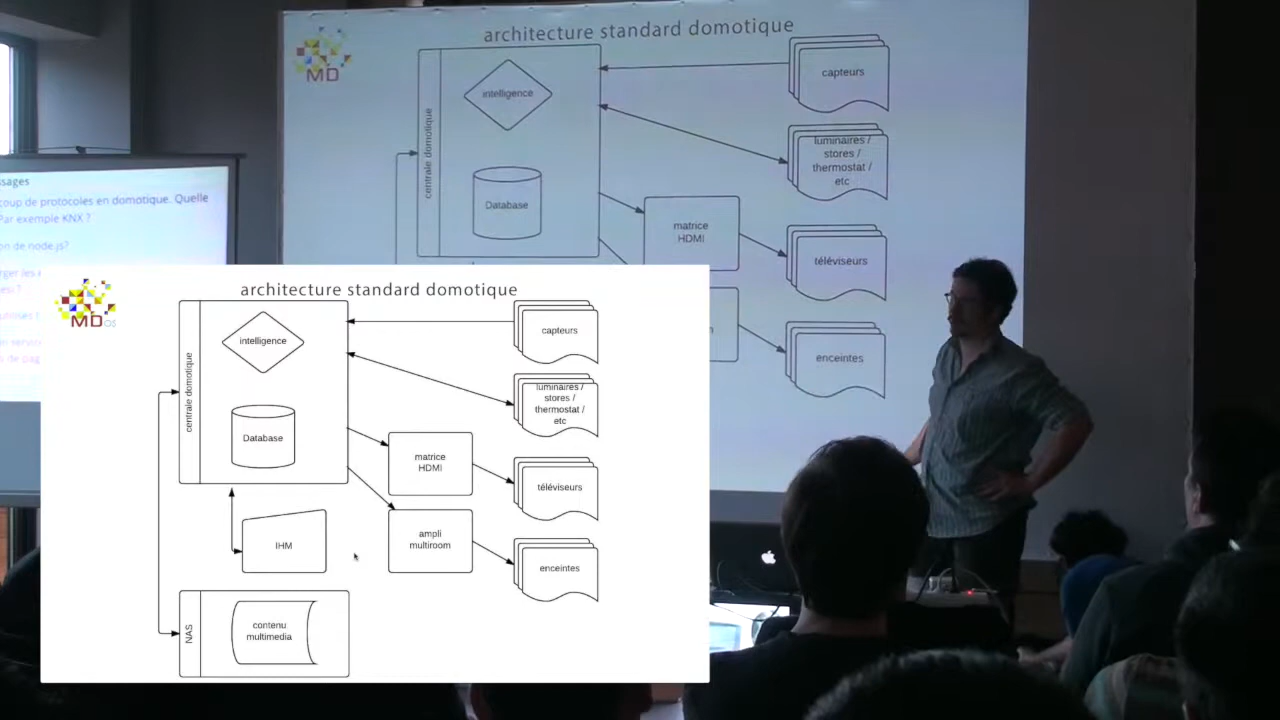 architecture standard domotique
MD
intelligence
centrale domotique
Database
capteurs
luminaires /
stores /
thermostat /
etc
matrice
HDMI
téléviseurs
enceintes
coup de protocoles en domotique. Quelle
Par exemple KNX ?
on de node.js?
architecture standard domotique
MDOS
intelligence
centrale domotique
Database
capteurs
luminaires /
stores /
thermostat /
etc
matrice
HDMI
téléviseurs
IHM
ampli
multiroom
enceintes
NAS
contenu
multimedia